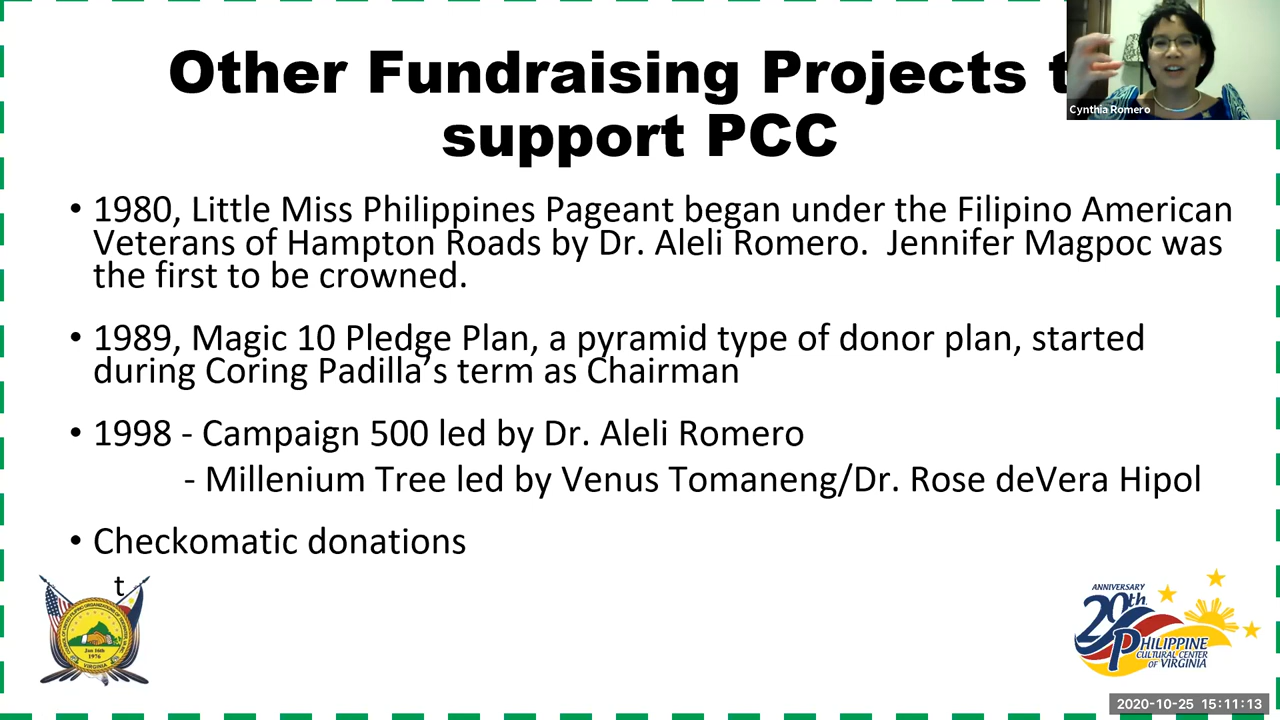 Other Fundraising Projects t
support PCC
Cynthia Romero
• 1980, Little Miss Philippines Pageant began under the Filipino American
Veterans of Hampton Roads by Dr. Aleli Romero.  Jennifer Magpoc was
the first to be crowned.
• 1989, Magic 10 Pledge Plan, a pyramid type of donor plan, started
during Coring Padilla’s term as Chairman
• 1998 - Campaign 500 led by Dr. Aleli Romero
- Millenium Tree led by Venus Tomaneng/Dr. Rose deVera Hipol
• Checkomatic donations
t
Jan 16th
1976
VIRGINIA
ANNIVERSARY
20th
PHILIPPINE
CULTURAL CENTER
OF VIRGINIA
2020-10-25 15:11:13